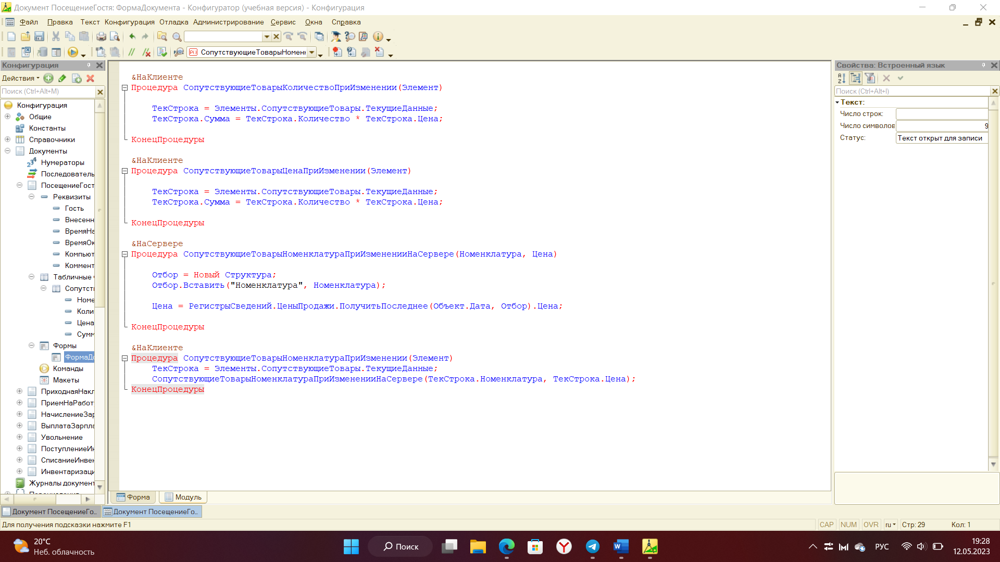 Документ ПосещениеГостя: ФормаДокумента - Конфигуратор (учебная версия) - Конфигурация
Файл Правка Текст Конфигурация Отладка Администрирование Сервис Окна Справка
СопутствующиеТоварыНомен
Конфигурация
Действия
Поиск (Ctrl+Alt+M)
Конфигурация
Общие
Константы
Справочники
Документы
Нумераторы
Последователь
ПосещениеГост
Реквизиты
Гость
Внесенн
ВремяНа
ВремяОк
Компьют
Коммент
Табличные
Сопутст
Номе
Коли
Цена
Сумм
Формы
ФормаДо
Команды
Макеты
ПриходнаяНакл
ПриемНаРабот
НачислениеЗар
ВыплатаЗарпла
Увольнение
ПоступлениеИн
СписаниеИнвен
Инвентаризаци
Журналы документ
&НаКлиенте
Процедура СопутствующиеТоварыКоличествоПриИзменении(Элемент)
ТекСтрока = Элементы.СопутствующиеТовары.ТекущиеДанные;
ТекСтрока.Сумма = ТекСтрока.Количество * ТекСтрока.Цена;
КонецПроцедуры
&НаКлиенте
Процедура СопутствующиеТоварыЦенаПриИзменении(Элемент)
ТекСтрока = Элементы.СопутствующиеТовары.ТекущиеДанные;
ТекСтрока.Сумма = ТекСтрока.Количество * ТекСтрока.Цена;
КонецПроцедуры
&НаСервере
Процедура СопутствующиеТоварыНоменклатураПриИзмененииНаСервере(Номенклатура, Цена)
Отбор = Новый Структура;
Отбор.Вставить("Номенклатура", Номенклатура);
Цена = РегистрыСведений.ЦеныПродажи.ПолучитьПоследнее(Объект.Дата, Отбор).Цена;
КонецПроцедуры
&НаКлиенте
Процедура СопутствующиеТоварыНоменклатураПриИзменении(Элемент)
ТекСтрока = Элементы.СопутствующиеТовары.ТекущиеДанные;
СопутствующиеТоварыНоменклатураПриИзмененииНаСервере(ТекСтрока.Номенклатура, ТекСтрока.Цена);
КонецПроцедуры
Форма Модуль
Свойства: Встроенный язык
Поиск (Ctrl+Alt+I)
Текст:
Число строк:
Число символов 9
Статус: Текст открыт для записи
Документ ПосещениеГо... Документ ПосещениеГо...
Для получения подсказки нажмите F1
CAP NUM OVR ru Стр: 29 Кол: 1
20°C
Неб. облачность
Поиск
РУС
19:28
12.05.2023